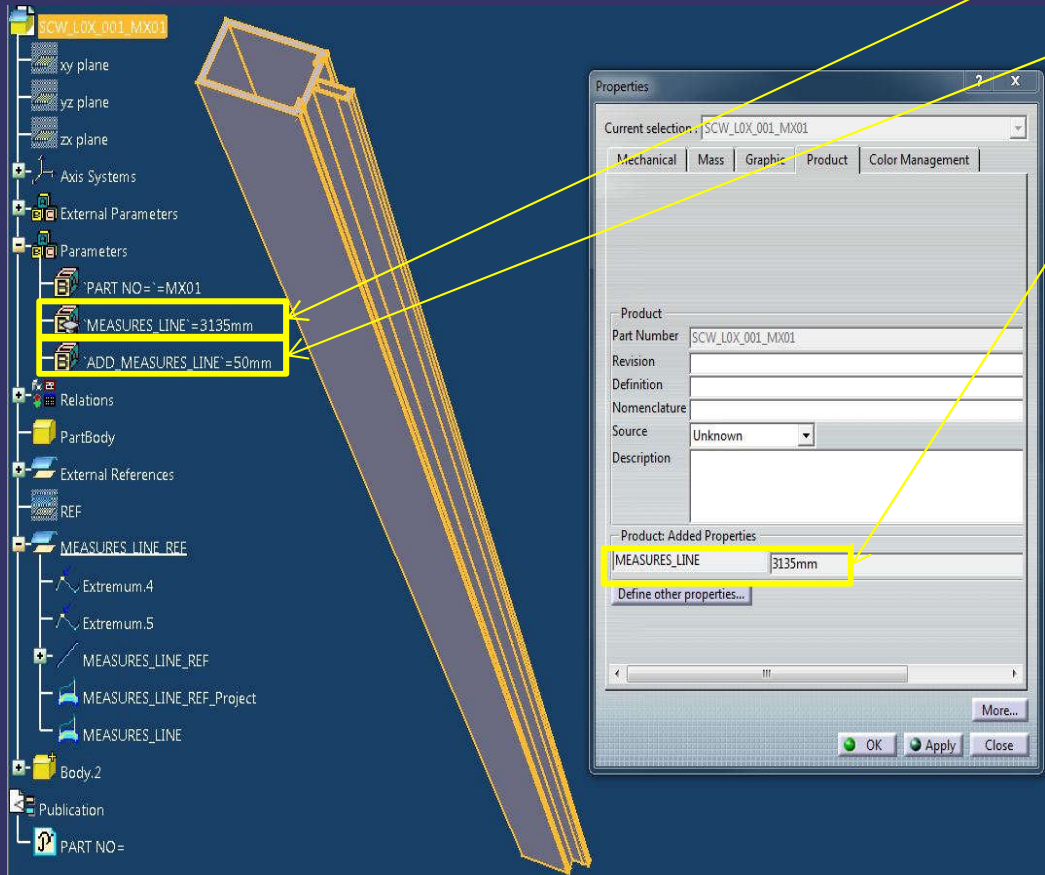 SCW_L0X_001_MX01
xy plane
yz plane
zx plane
Axis Systems
External Parameters
Parameters
`PART NO=`=MX01
`MEASURES_LINE`=3135mm
`ADD_MEASURES_LINE`=50mm
Relations
PartBody
External References
REF
MEASURES_LINE_REF
Extremum.4
Extremum.5
MEASURES_LINE_REF
MEASURES_LINE_REF_Project
MEASURES_LINE
Body.2
Publication
PART NO=
Properties
? X
Current selection : SCW_L0X_001_MX01
Mechanical Mass Graphic Product Color Management
Product
Part Number SCW_L0X_001_MX01
Revision
Definition
Nomenclature
Source Unknown
Description
Product: Added Properties
MEASURES_LINE 3135mm
Define other properties...
More...
OK Apply Close